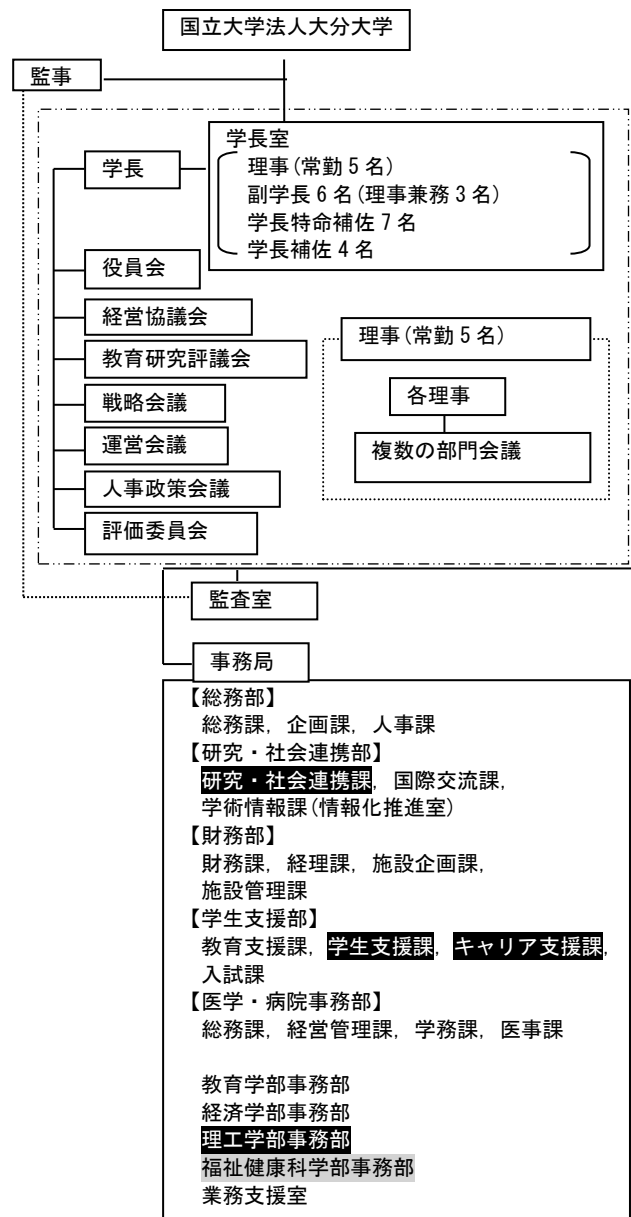 国立大学法人大分大学
監事
学長室
学長
理事(常勤 5 名)
副学長 6 名(理事兼務 3 名)
学長特命補佐 7 名
学長補佐 4 名
役員会
経営協議会
教育研究評議会
戦略会議
運営会議
人事政策会議
評価委員会
理事(常勤 5 名)
各理事
複数の部門会議
監査室
事務局
【総務部】
総務課, 企画課, 人事課
【研究・社会連携部】
研究・社会連携課, 国際交流課,
学術情報課(情報化推進室)
【財務部】
財務課, 経理課, 施設企画課,
施設管理課
【学生支援部】
教育支援課, 学生支援課, キャリア支援課,
入試課
【医学・病院事務部】
総務課, 経営管理課, 学務課, 医事課
教育学部事務部
経済学部事務部
理工学部事務部
福祉健康科学部事務部
業務支援室